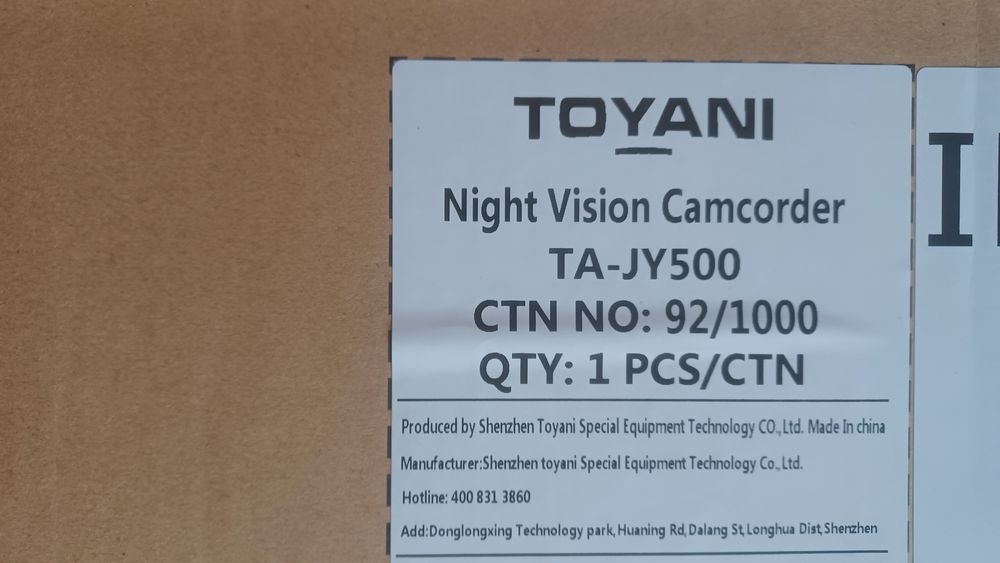 TOYANI
Night Vision Camcorder
TA-JY500
CTN NO: 92/1000
QTY: 1 PCS/CTN
Produced by Shenzhen Toyani Special Equipment Technology CO.,Ltd. Made In china
Manufacturer:Shenzhen toyani Special Equipment Technology Co.,Ltd.
Hotline: 400 831 3860
Add:Donglongxing Technology park, Huaning Rd, Dalang St, Longhua Dist, Shenzhen